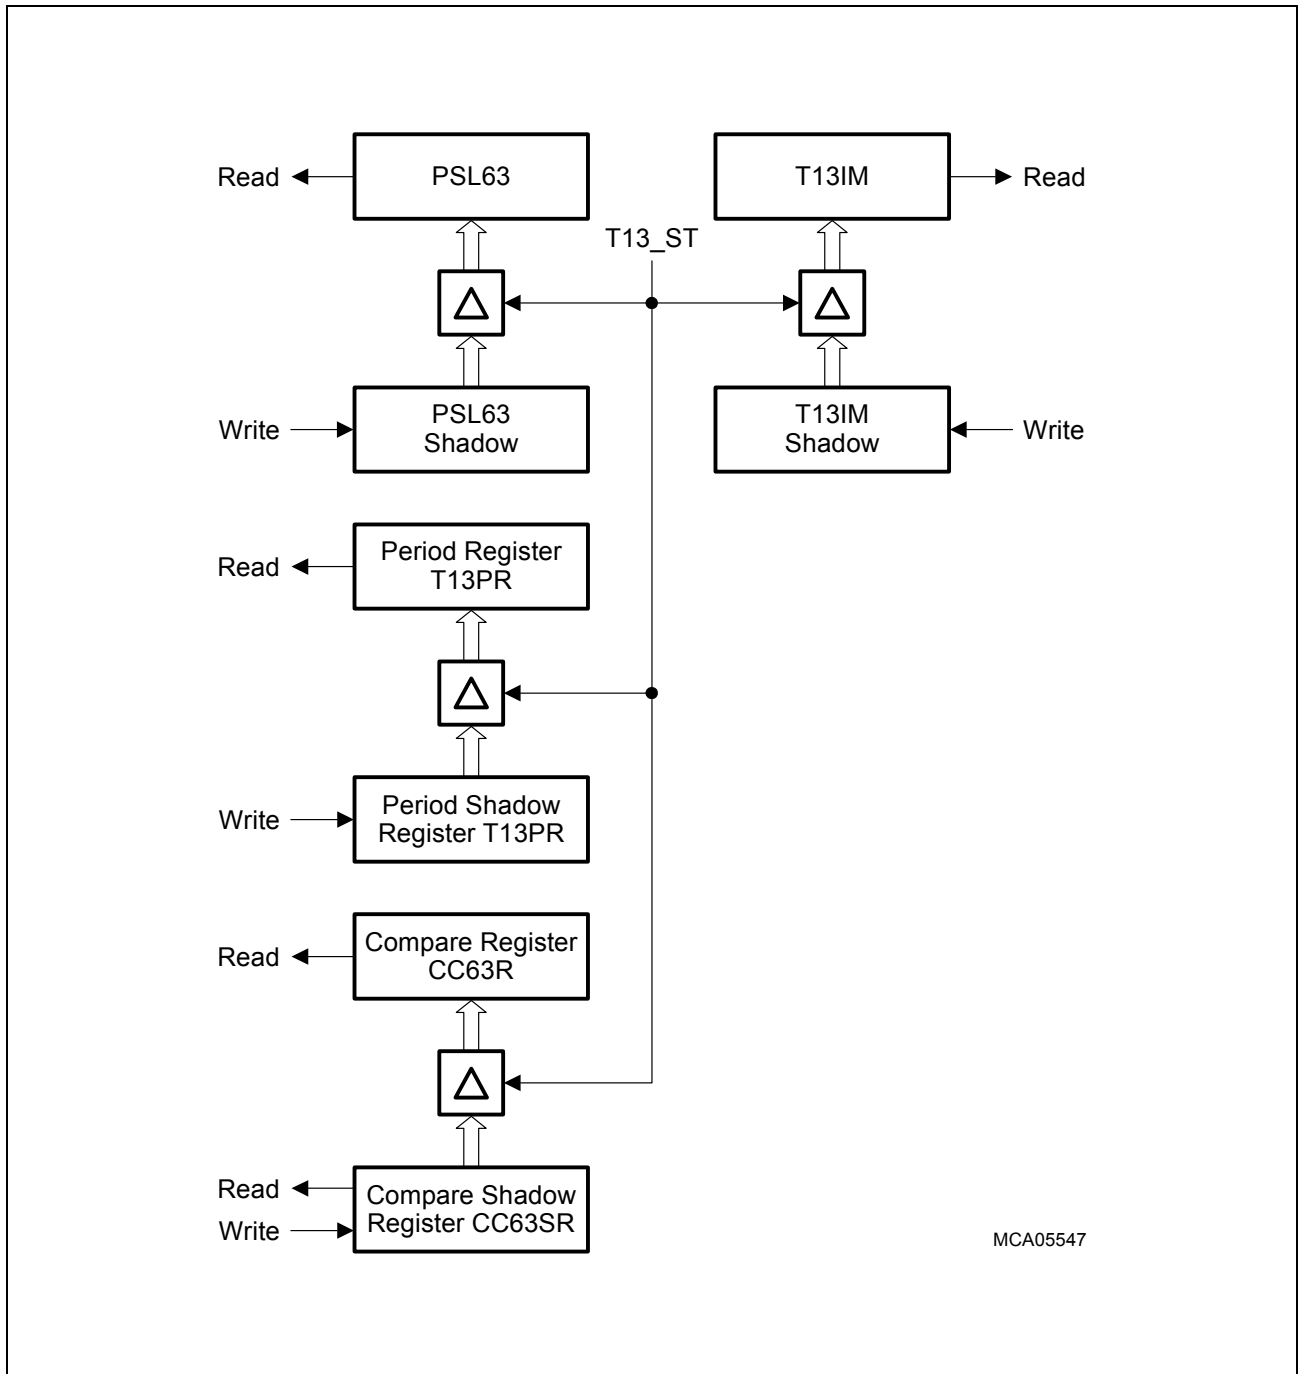 Read
PSL63
T13IM
Read
T13_ST
Write
PSL63
Shadow
T13IM
Shadow
Write
Read
Period Register
T13PR
Write
Period Shadow
Register T13PR
Read
Compare Register
CC63R
Read
Write
Compare Shadow
Register CC63SR
MCA05547